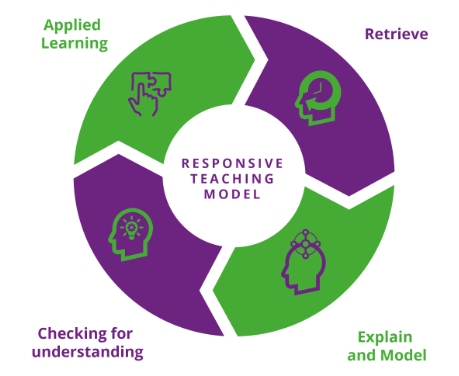 Applied
Learning
Retrieve
RESPONSIVE
TEACHING
MODEL
Checking for
understanding
Explain
and Model